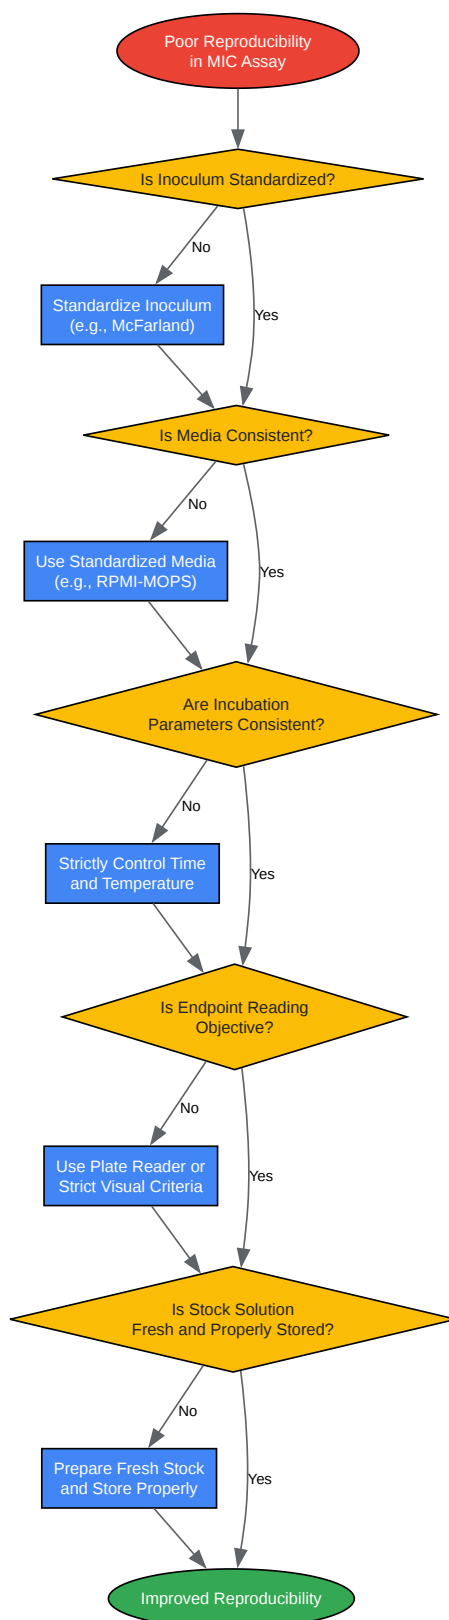 Poor Reproducibility
in MIC Assay
Is Inoculum Standardized?
No
Yes
Standardize Inoculum
(e.g., McFarland)
Is Media Consistent?
No
Yes
Use Standardized Media
(e.g., RPMI-MOPS)
Are Incubation
Parameters Consistent?
No
Yes
Strictly Control Time
and Temperature
Is Endpoint Reading
Objective?
No
Yes
Use Plate Reader or
Strict Visual Criteria
Is Stock Solution
Fresh and Properly Stored?
No
Yes
Prepare Fresh Stock
and Store Properly
Improved Reproducibility